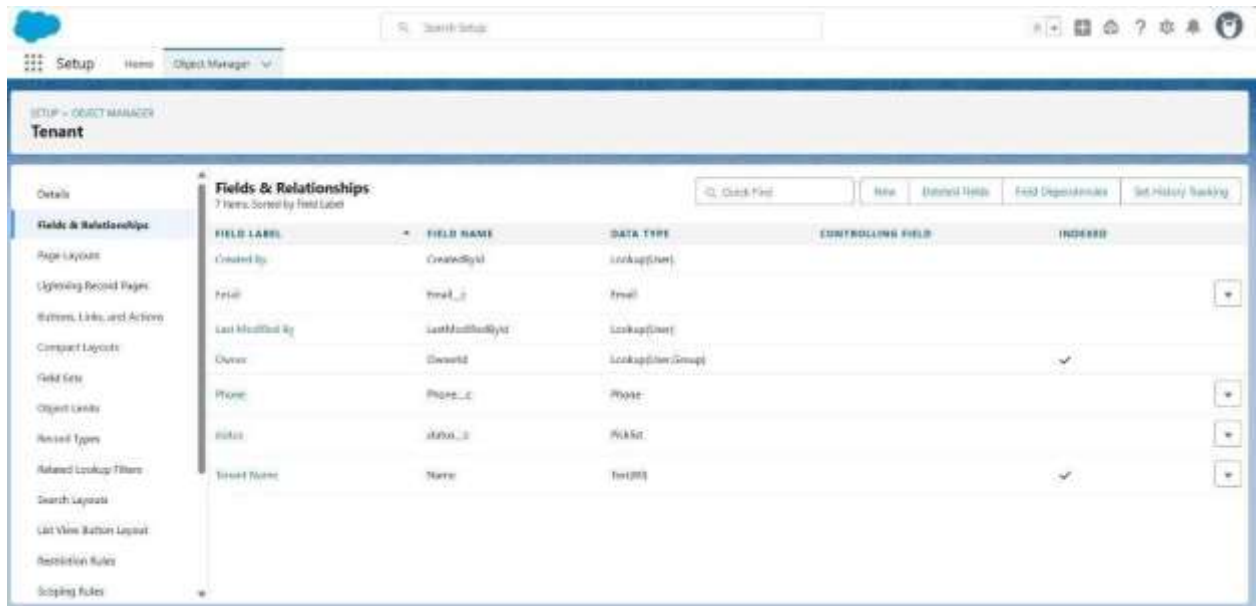 Search Setup
Setup Home Object Manager
SETUP > OBJECT MANAGER
Tenant
Details
Fields & Relationships
Page Layouts
Lightning Record Pages
Buttons, Links, and Actions
Compact Layouts
Field Sets
Object Limits
Record Types
Related Lookup Filters
Search Layouts
List View Button Layout
Restriction Rules
Scoping Rules
Fields & Relationships
7 Items, Sorted by Field Label
Quick Find New Deleted Fields Field Dependencies Set History Tracking
FIELD LABEL FIELD NAME DATA TYPE CONTROLLING FIELD INDEXED
Created By CreatedById Lookup(User)
Email Email__c Email
Last Modified By LastModifiedById Lookup(User)
Owner OwnerId Lookup(User,Group)
Phone Phone__c Phone
status status__c Picklist
Tenant Name Name Text(80)